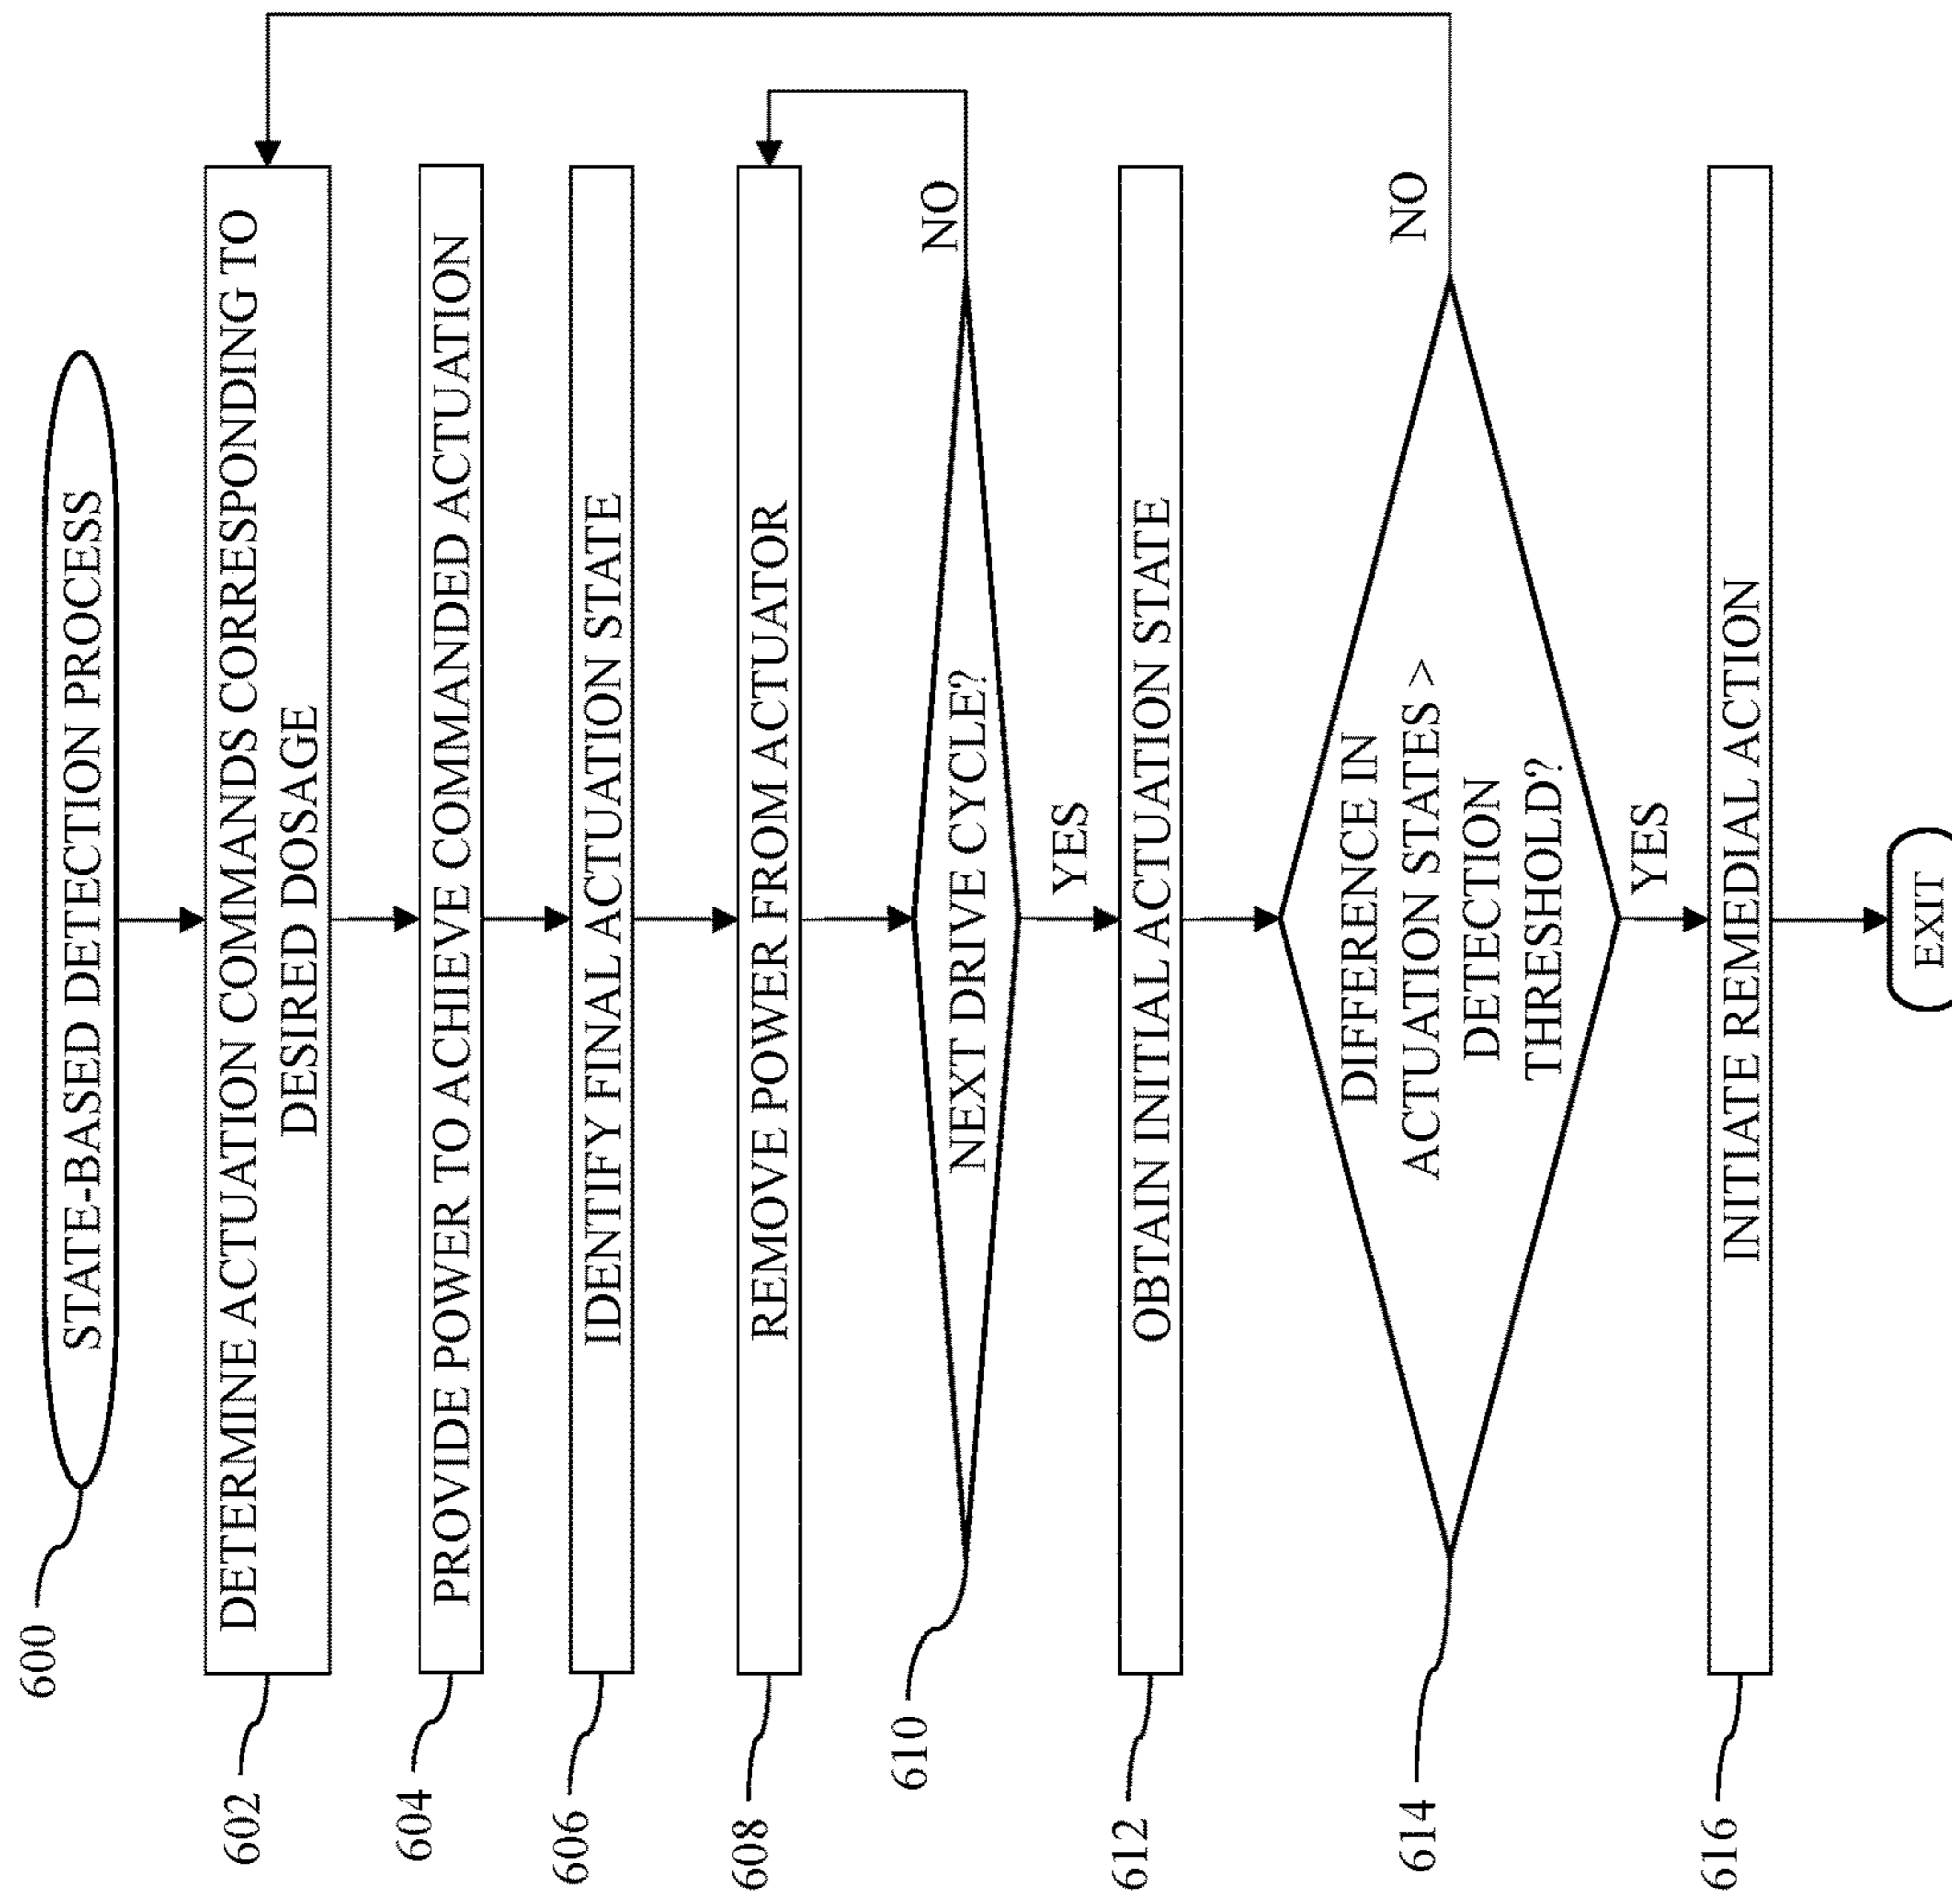 600
STATE-BASED DETECTION PROCESS
602
DETERMINE ACTUATION COMMANDS CORRESPONDING TO
DESIRED DOSAGE
604
PROVIDE POWER TO ACHIEVE COMMANDED ACTUATION
606
IDENTIFY FINAL ACTUATION STATE
608
REMOVE POWER FROM ACTUATOR
610
NEXT DRIVE CYCLE?
NO
YES
612
OBTAIN INITIAL ACTUATION STATE
614
DIFFERENCE IN
ACTUATION STATES >
DETECTION
THRESHOLD?
NO
YES
616
INITIATE REMEDIAL ACTION
EXIT